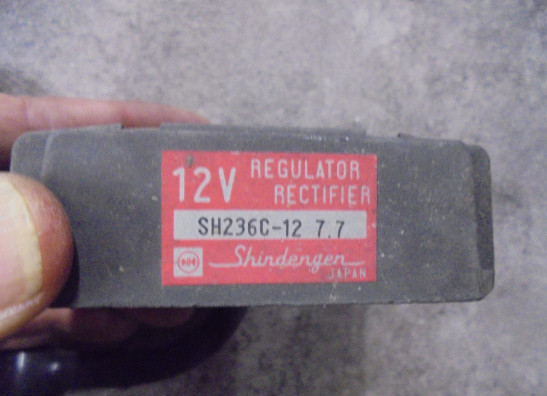 12V REGULATOR
RECTIFIER
SH236C-12 7.7
Shindengen
JAPAN